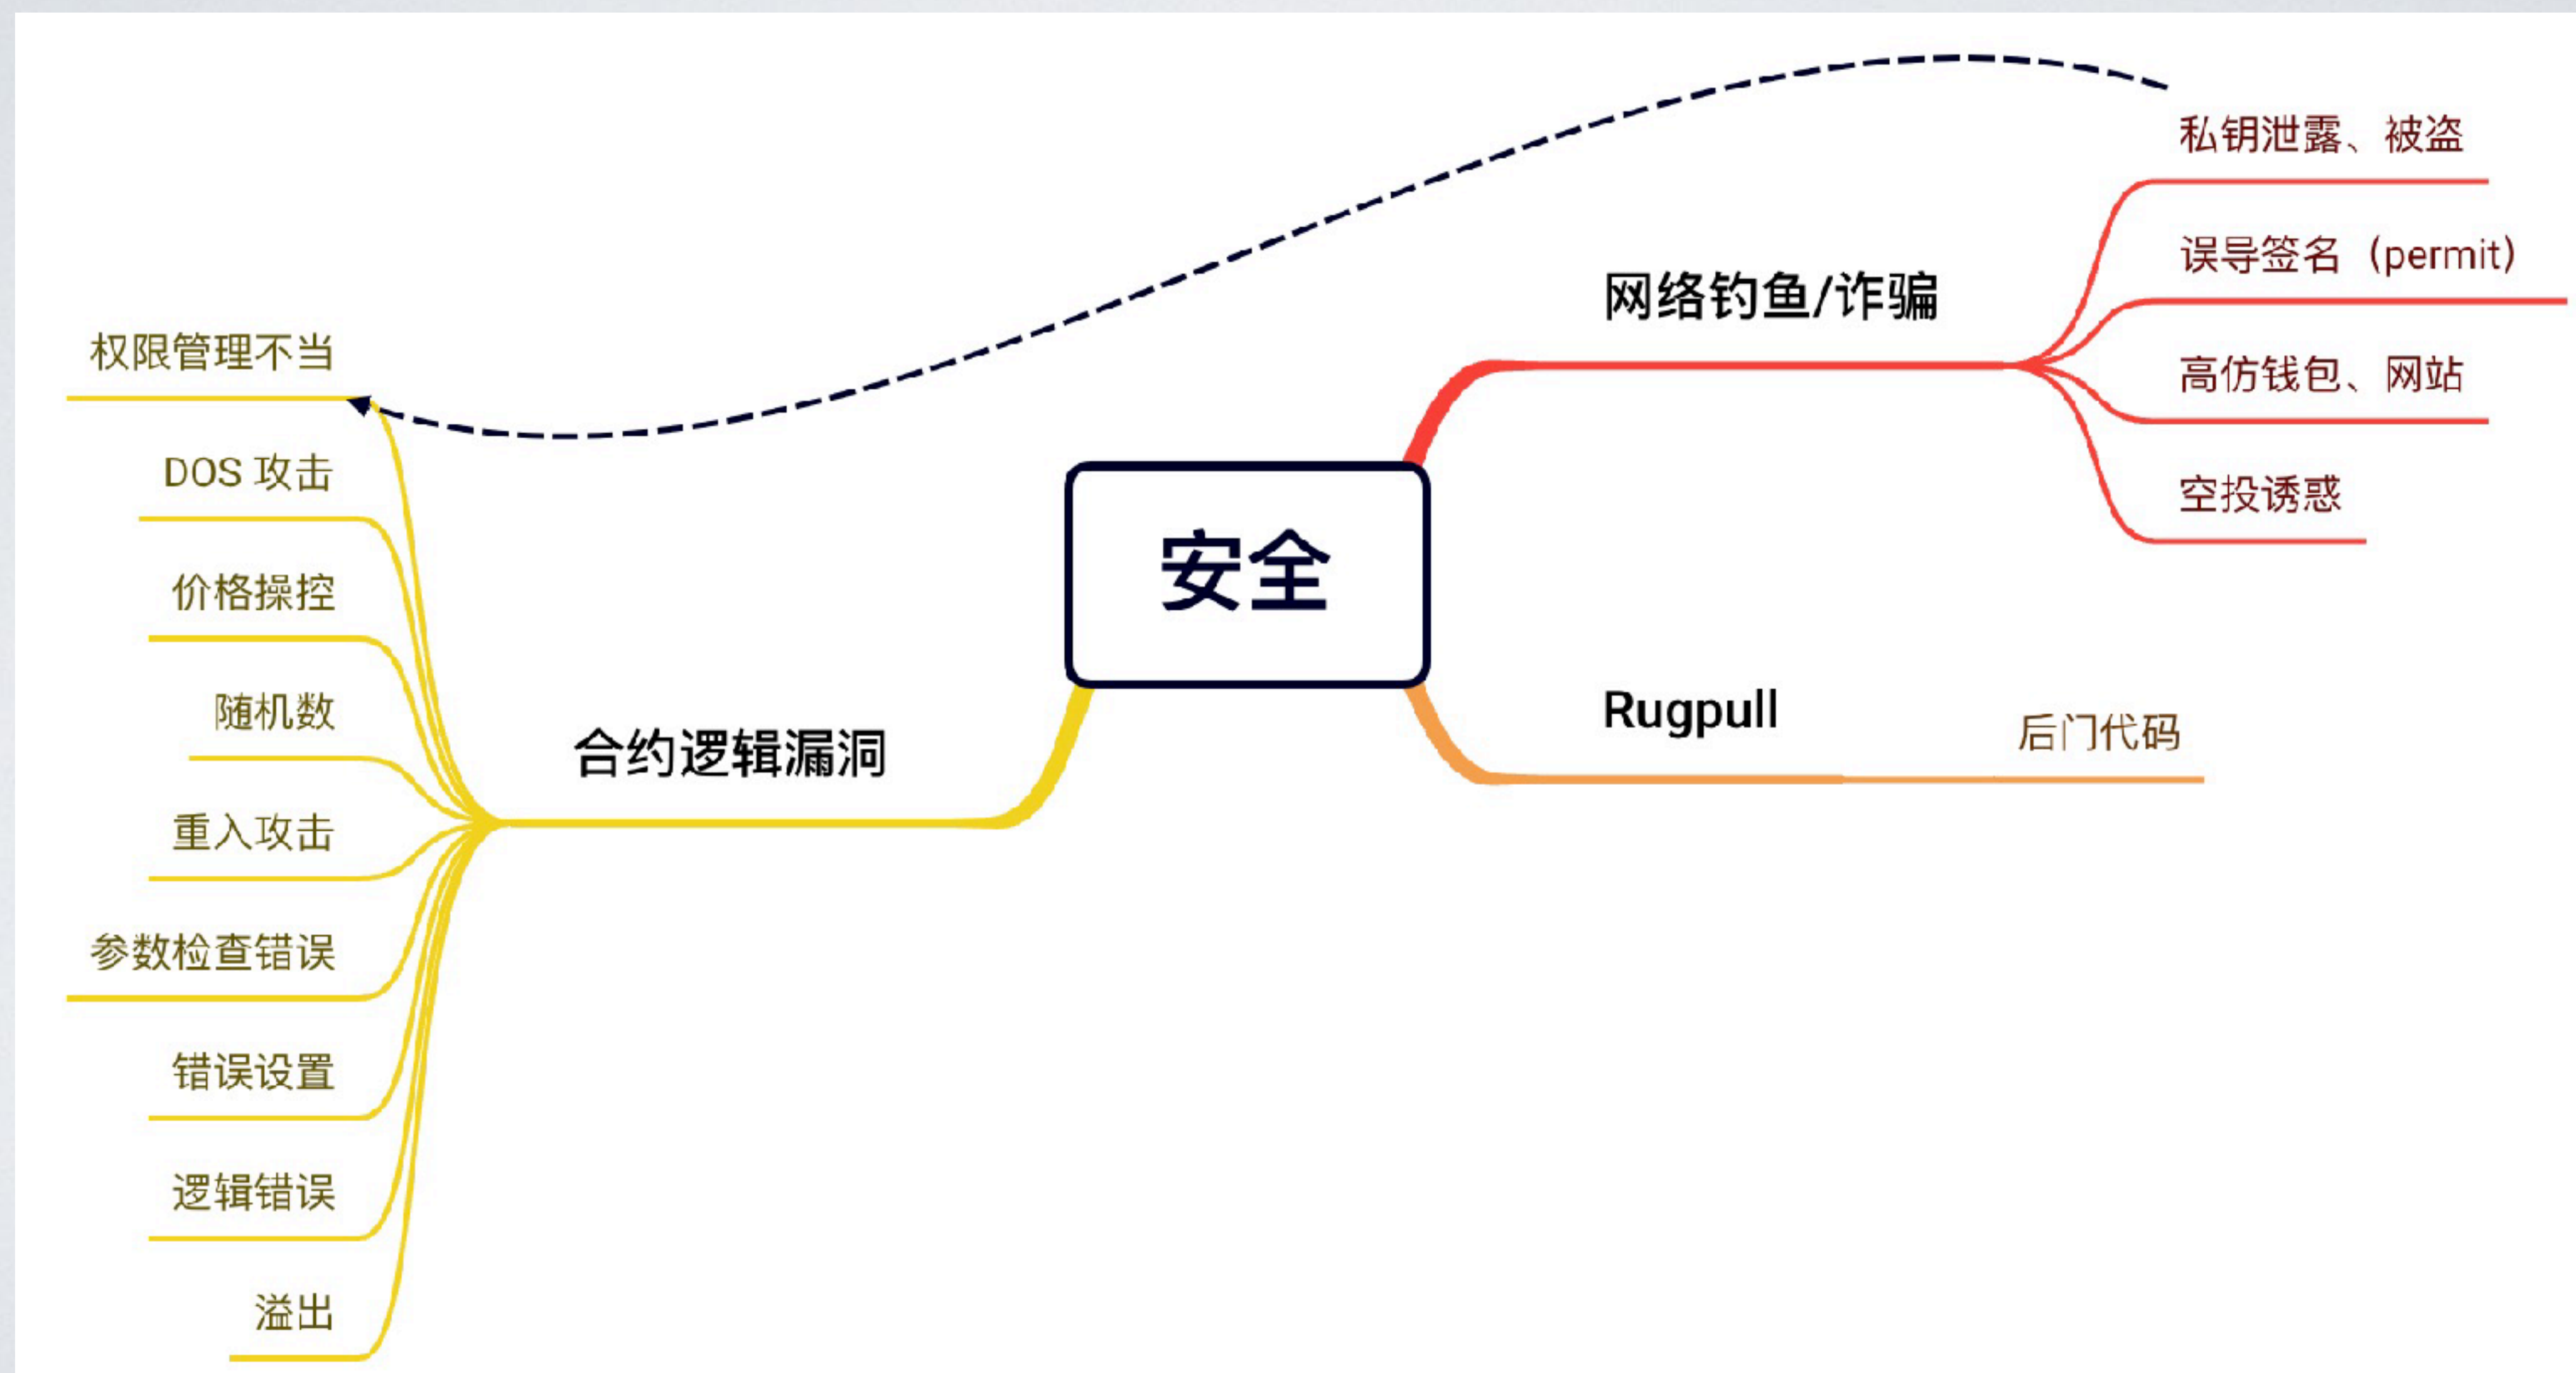 安全
网络钓鱼/诈骗
私钥泄露、被盗
误导签名（permit）
高仿钱包、网站
空投诱惑
Rugpull
后门代码
合约逻辑漏洞
权限管理不当
DOS 攻击
价格操控
随机数
重入攻击
参数检查错误
错误设置
逻辑错误
溢出